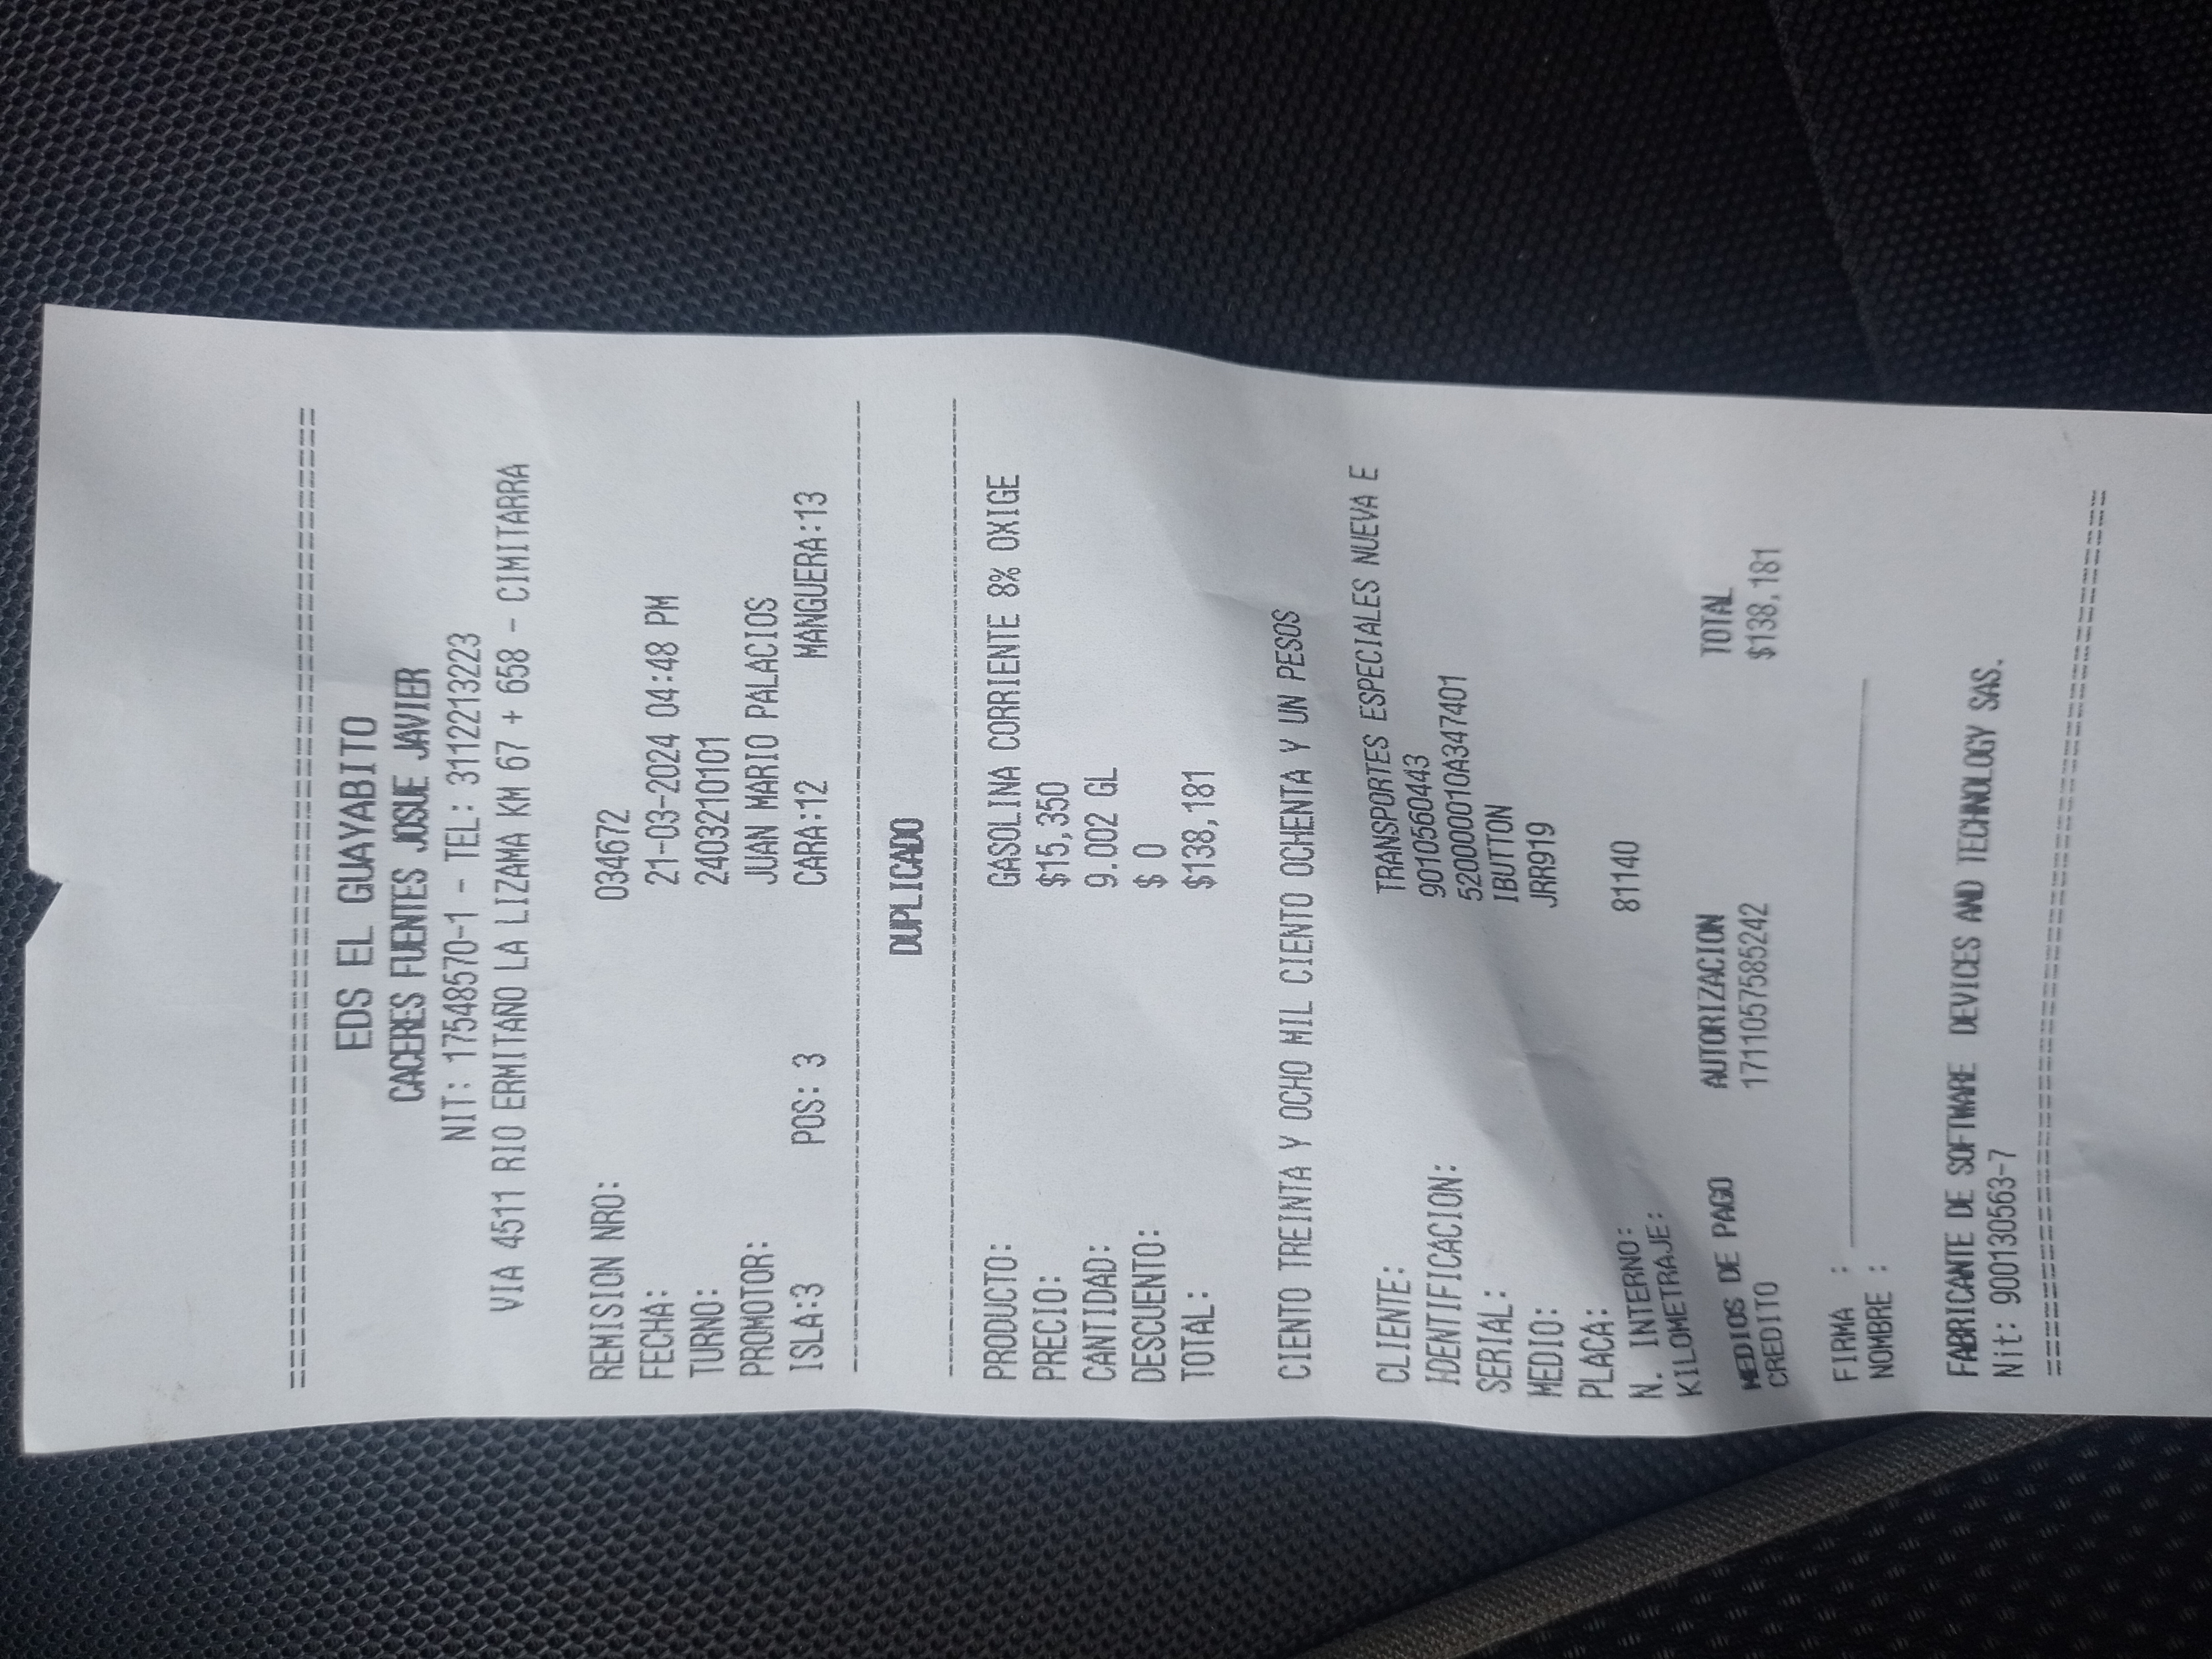 ================================================
EDS EL GUAYABITO
CACERES FUENTES JOSUE JAVIER
NIT: 17548570-1 - TEL: 3112213223
VIA 4511 RIO ERMITAÑO LA LIZAMA KM 67 + 658 - CIMITARRA
REMISION NRO: 034672
FECHA: 21-03-2024 04:48 PM
TURNO: 240321​0101
PROMOTOR: JUAN MARIO PALACIOS
ISLA:3 POS: 3 CARA:12 MANGUERA:13
------------------------------------------------
DUPLICADO
------------------------------------------------
PRODUCTO: GASOLINA CORRIENTE 8% OXIGE
PRECIO: $15,350
CANTIDAD: 9.002 GL
DESCUENTO: $ 0
TOTAL: $138,181
CIENTO TREINTA Y OCHO MIL CIENTO OCHENTA Y UN PESOS
CLIENTE: TRANSPORTES ESPECIALES NUEVA E
IDENTIFICACION: 9010560443
SERIAL: 520000010A347401
MEDIO: IBUTTON
PLACA: JRR919
N. INTERNO:
KILOMETRAJE: 81140
MEDIOS DE PAGO AUTORIZACION TOTAL
CREDITO 1711057585242 $138,181
FIRMA :
NOMBRE :
FABRICANTE DE SOFTWARE DEVICES AND TECHNOLOGY SAS.
Nit: 9001305563-7
================================================